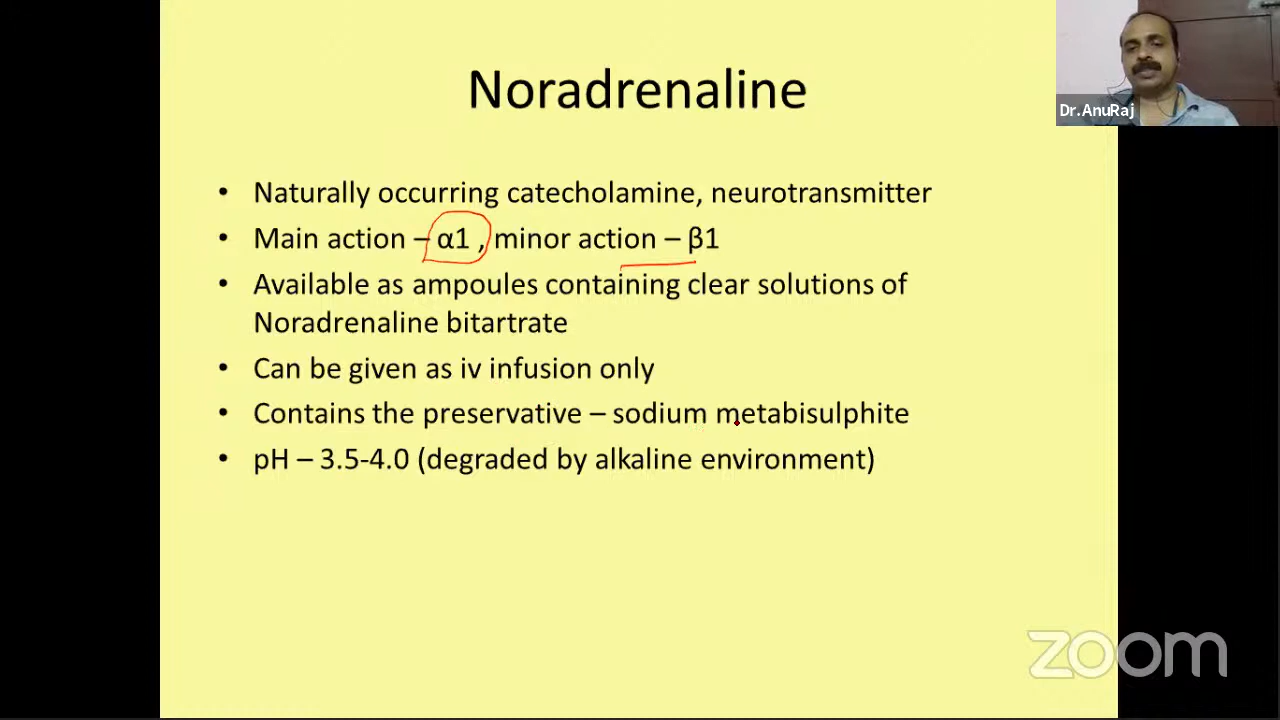 Noradrenaline
Dr.AnuRaj
• Naturally occurring catecholamine, neurotransmitter
• Main action – α1 , minor action – β1
• Available as ampoules containing clear solutions of
Noradrenaline bitartrate
• Can be given as iv infusion only
• Contains the preservative – sodium metabisulphite
• pH – 3.5-4.0 (degraded by alkaline environment)
zoom